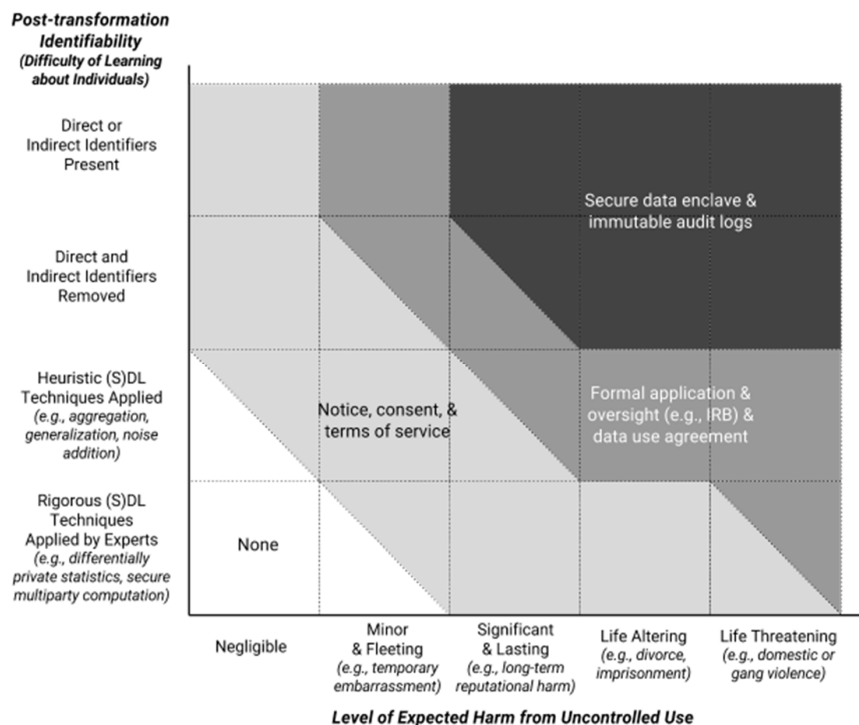 Post-transformation
Identifiability
(Difficulty of Learning
about Individuals)
Direct or
Indirect Identifiers
Present
Secure data enclave &
immutable audit logs
Direct and
Indirect Identifiers
Removed
Heuristic (S)DL
Techniques Applied
(e.g., aggregation,
generalization, noise
addition)
Notice, consent, &
terms of service
Formal application &
oversight (e.g., IRB) &
data use agreement
Rigorous (S)DL
Techniques
Applied by Experts
(e.g., differentially
private statistics, secure
multiparty computation)
None
Negligible
Minor
& Fleeting
(e.g., temporary
embarrassment)
Significant
& Lasting
(e.g., long-term
reputational harm)
Life Altering
(e.g., divorce,
imprisonment)
Life Threatening
(e.g., domestic or
gang violence)
Level of Expected Harm from Uncontrolled Use